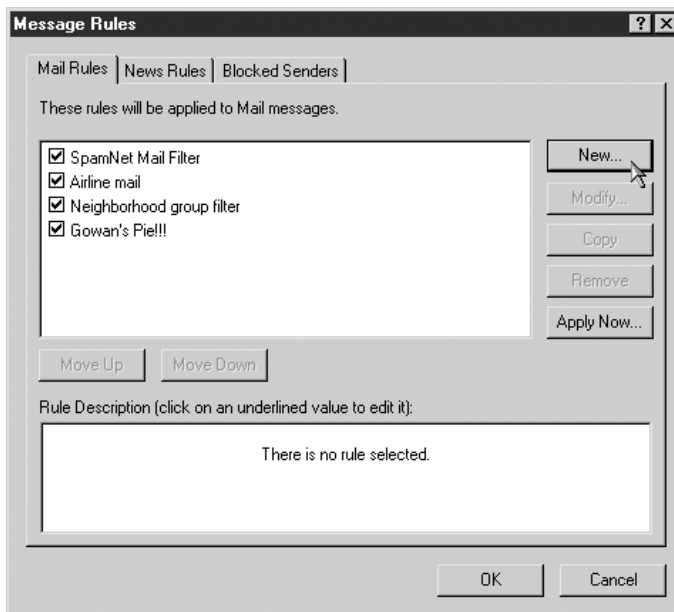 Message Rules
Mail Rules News Rules Blocked Senders
These rules will be applied to Mail messages.
SpamNet Mail Filter
Airline mail
Neighborhood group filter
Gowan's Pie!!!
New...
Modify...
Copy
Remove
Apply Now...
Move Up Move Down
Rule Description (click on an underlined value to edit it):
There is no rule selected.
OK Cancel